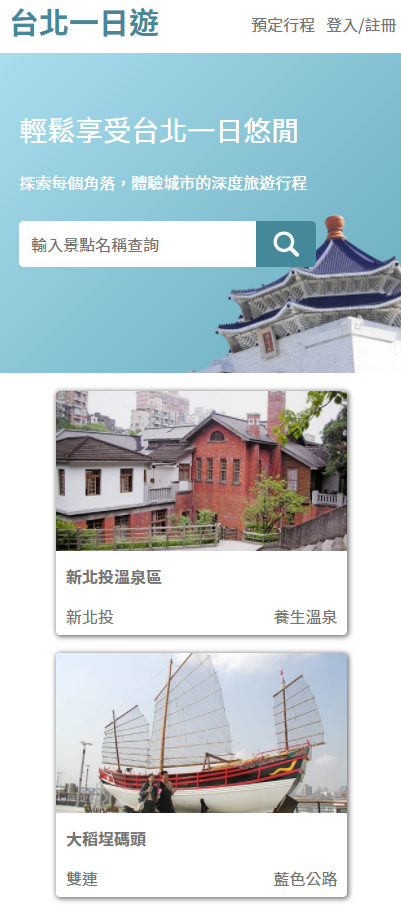 台北一日遊
預定行程 登入/註冊
輕鬆享受台北一日悠閒
探索每個角落，體驗城市的深度旅遊行程
輸入景點名稱查詢
新北投溫泉區
新北投 養生溫泉
大稻埕碼頭
雙連 藍色公路